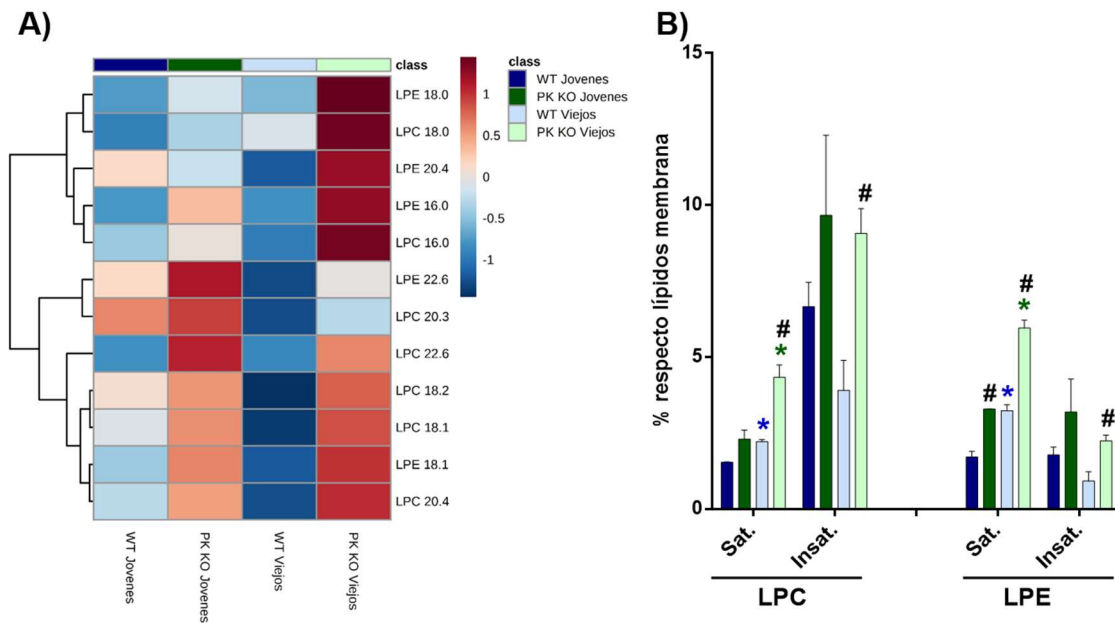 A)
class
LPE 18.0
LPC 18.0
LPE 20.4
LPE 16.0
LPC 16.0
LPE 22.6
LPC 20.3
LPC 22.6
LPC 18.2
LPC 18.1
LPE 18.1
LPC 20.4
WT Jovenes
PK KO Jovenes
WT Viejos
PK KO Viejos
1
0.5
0
-0.5
-1
class
WT Jovenes
PK KO Jovenes
WT Viejos
PK KO Viejos
B)
% respecto lípidos membrana
15
10
5
0
*
#
*
#
#
*
#
*
#
Sat.
Insat.
Sat.
Insat.
LPC
LPE